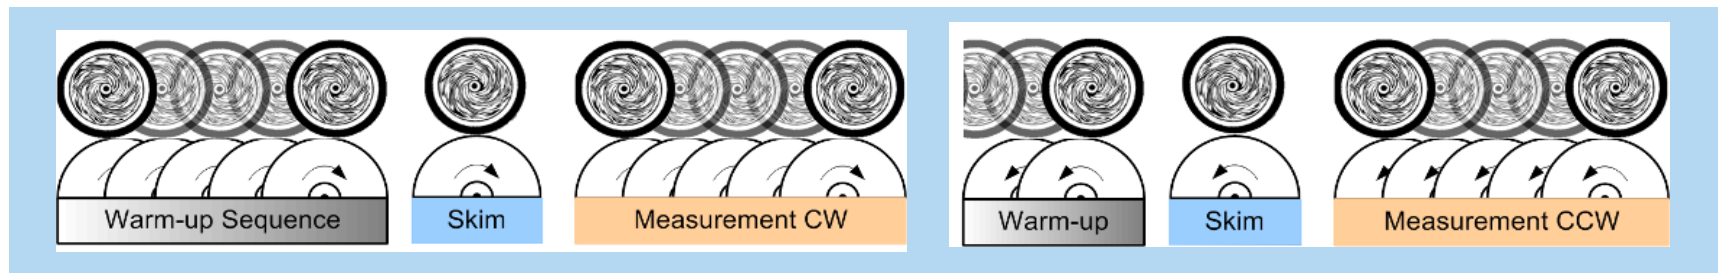 Warm-up Sequence
Skim
Measurement CW
Warm-up
Skim
Measurement CCW